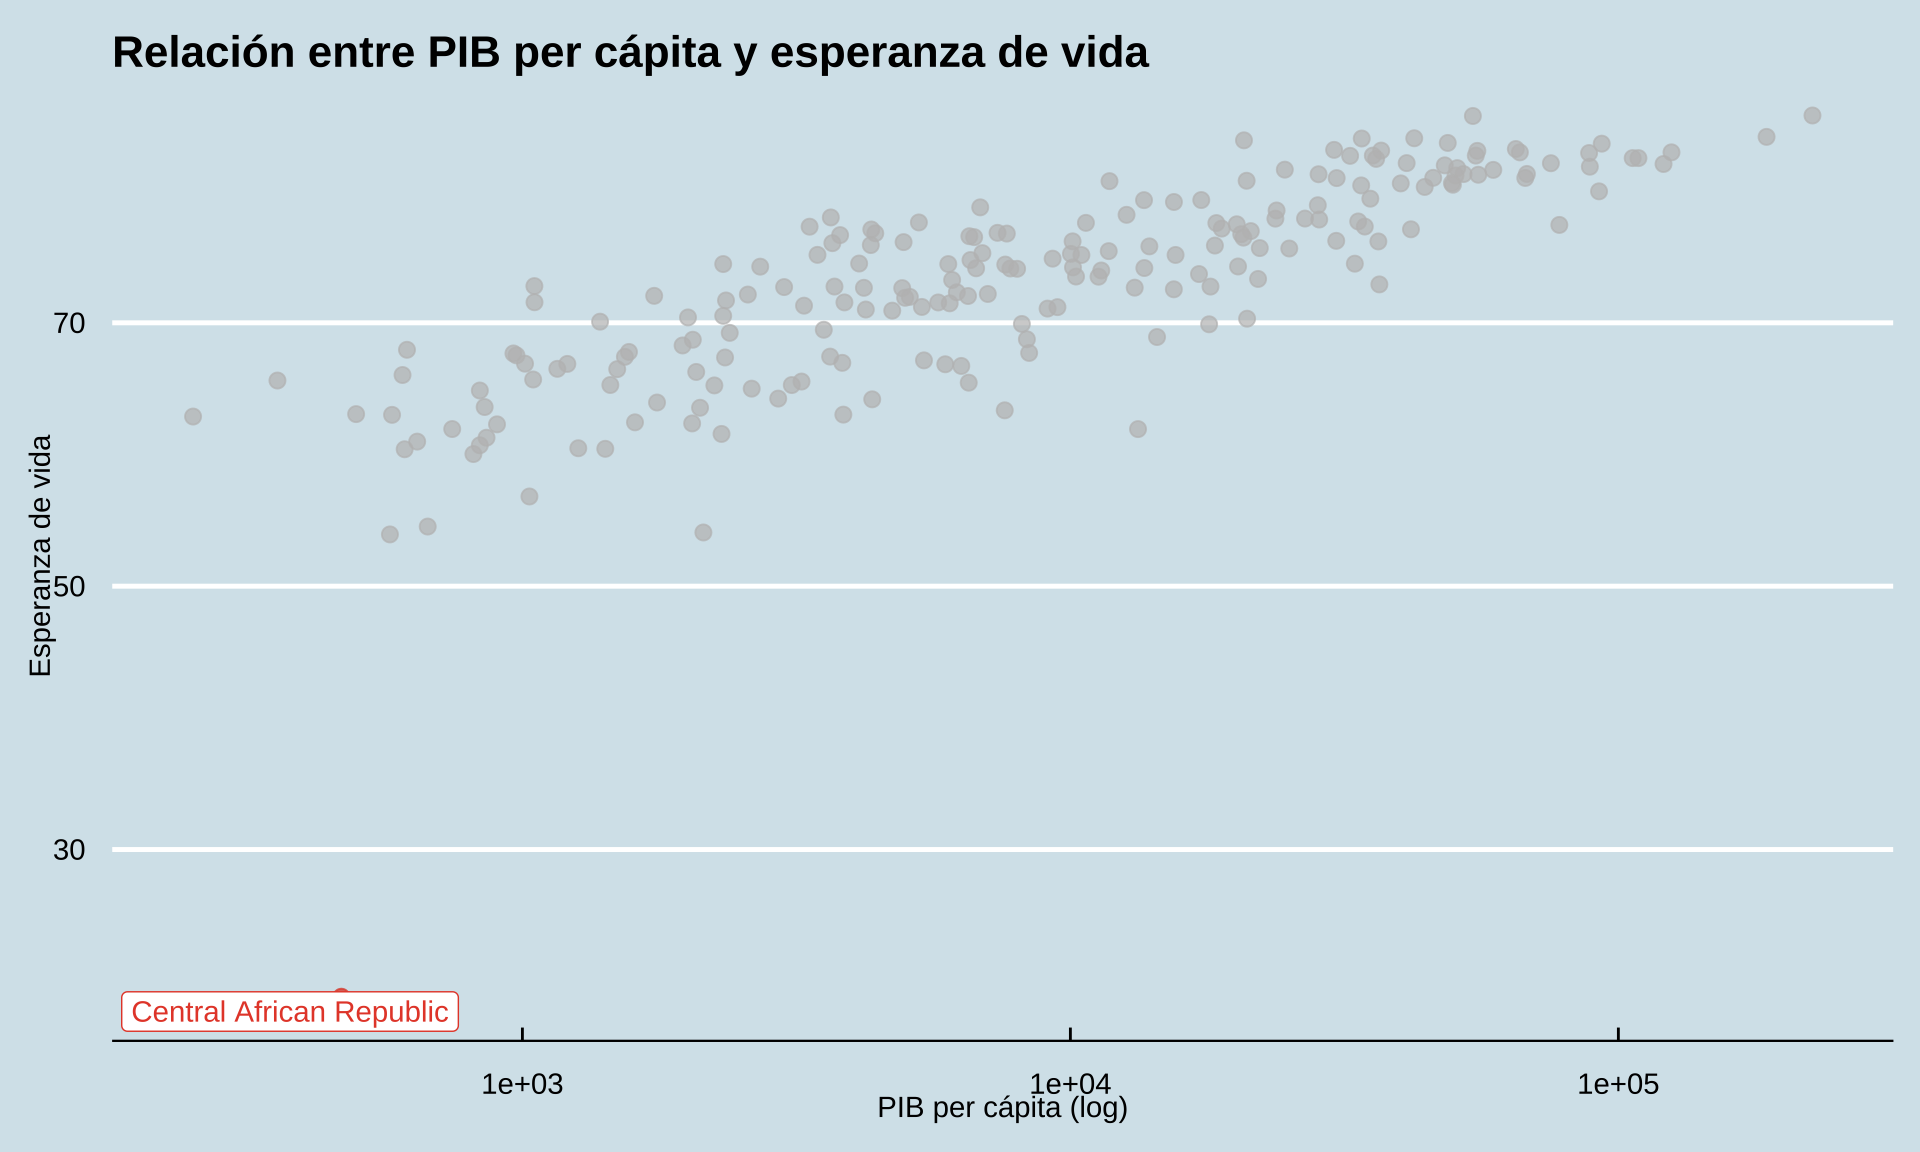 Relación entre PIB per cápita y esperanza de vida
Esperanza de vida
70
50
30
Central African Republic
1e+03
1e+04
1e+05
PIB per cápita (log)